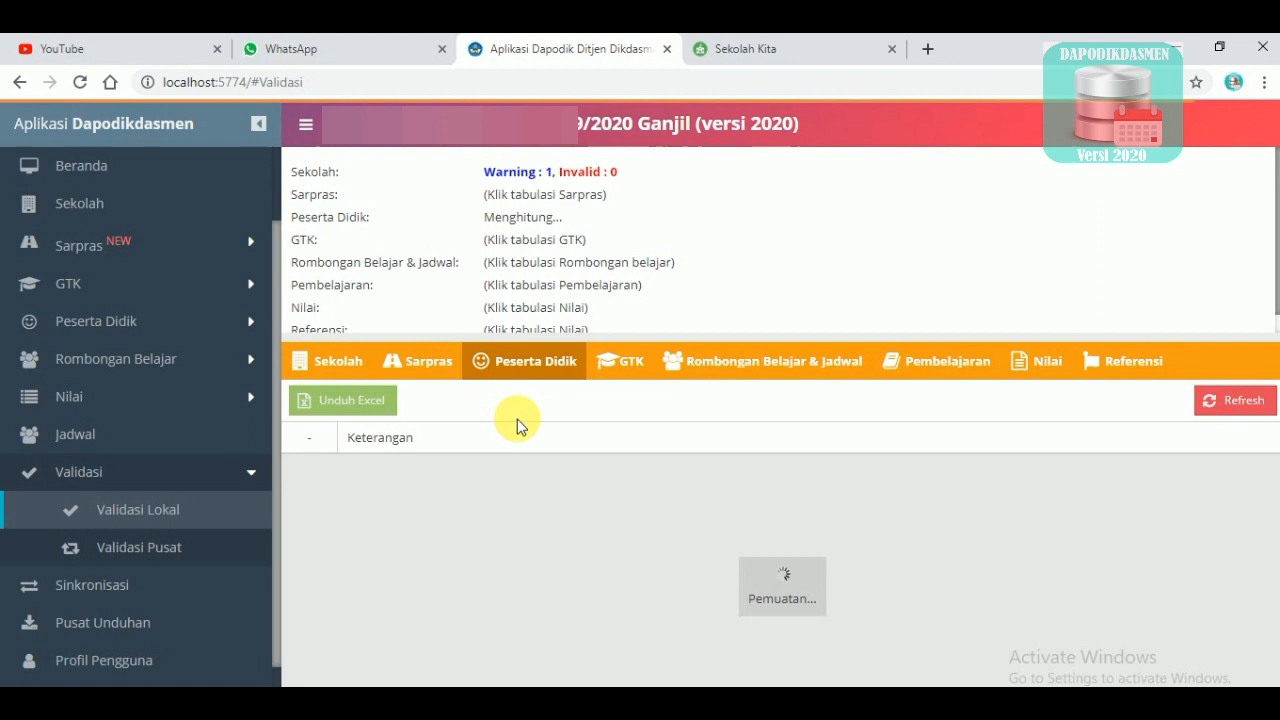 YouTube
WhatsApp
Aplikasi Dapodik Ditjen Dikdasm
Sekolah Kita
DAPODIKDASMEN
Versi 2020
localhost:5774/#Validasi
Aplikasi Dapodikdasmen
9/2020 Ganjil (versi 2020)
Beranda
Sekolah
Sarpras NEW
GTK
Peserta Didik
Rombongan Belajar
Nilai
Jadwal
Validasi
Validasi Lokal
Validasi Pusat
Sinkronisasi
Pusat Unduhan
Profil Pengguna
Sekolah: Warning : 1, Invalid : 0
Sarpras: (Klik tabulasi Sarpras)
Peserta Didik: Menghitung...
GTK: (Klik tabulasi GTK)
Rombongan Belajar & Jadwal: (Klik tabulasi Rombongan belajar)
Pembelajaran: (Klik tabulasi Pembelajaran)
Nilai: (Klik tabulasi Nilai)
Referensi: (Klik tabulasi Nilai)
Sekolah Sarpras Peserta Didik GTK Rombongan Belajar & Jadwal Pembelajaran Nilai Referensi
Unduh Excel Refresh
- Keterangan
Pemuatan...
Activate Windows
Go to Settings to activate Windows.